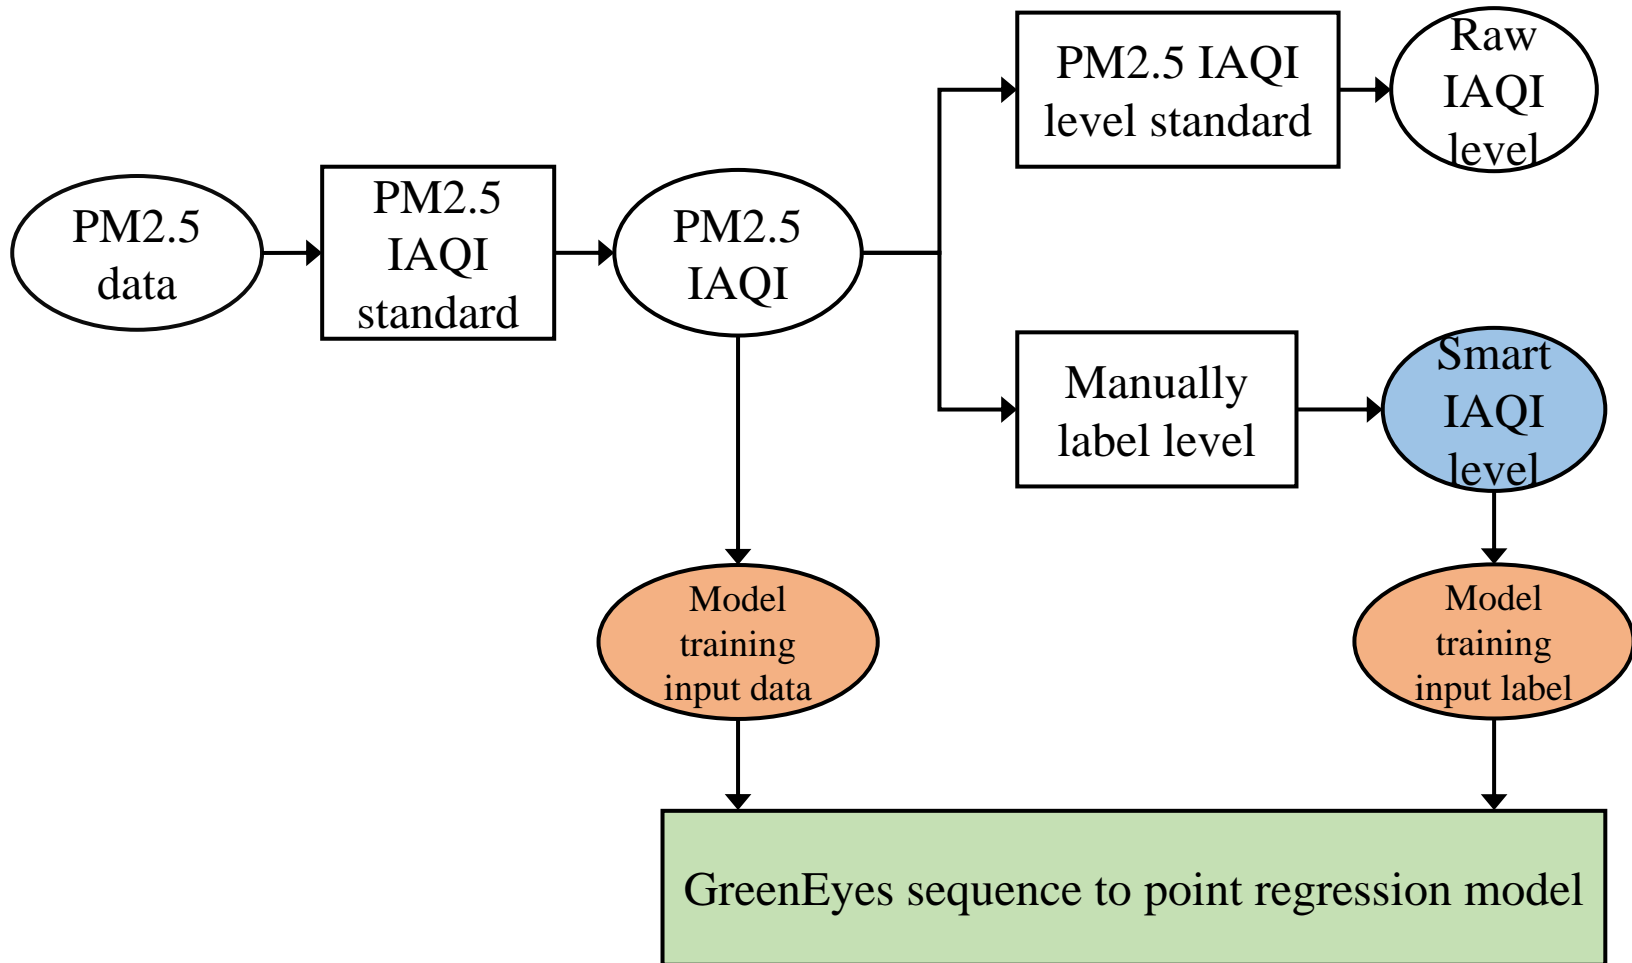 PM2.5
data
PM2.5
IAQI
standard
PM2.5
IAQI
PM2.5 IAQI
level standard
Raw
IAQI
level
Manually
label level
Smart
IAQI
level
Model
training
input data
Model
training
input label
GreenEyes sequence to point regression model